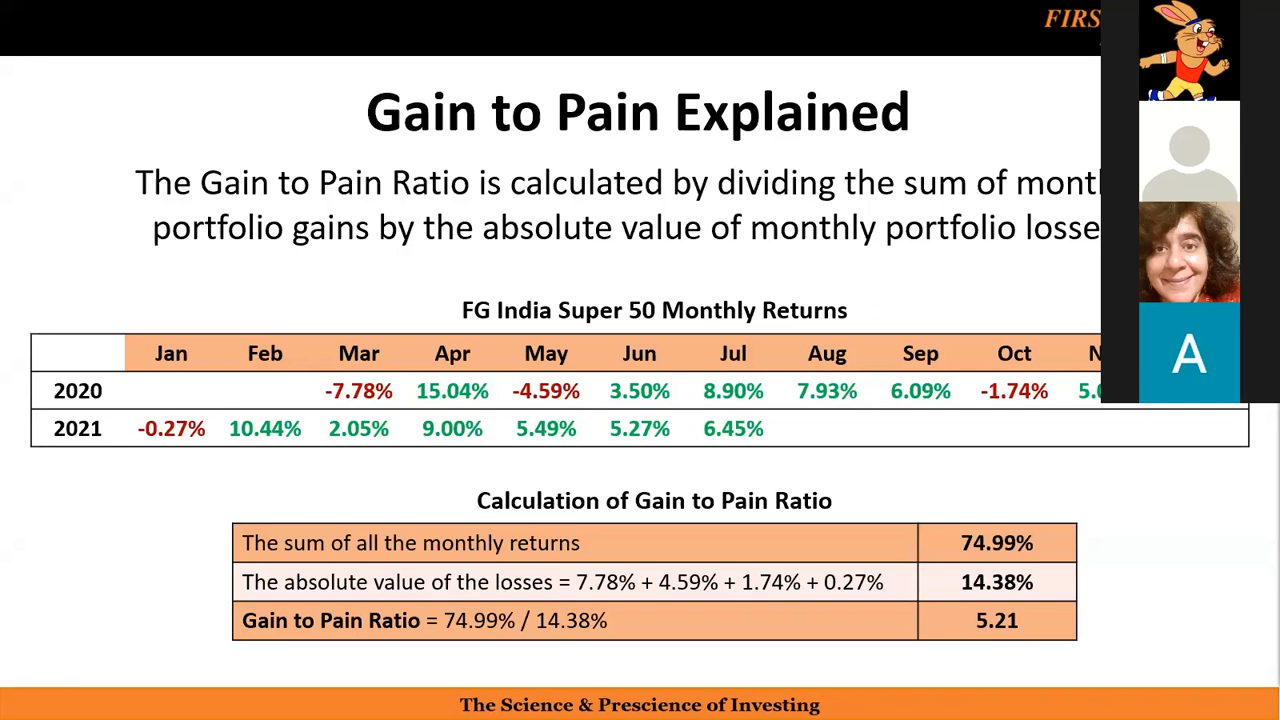 FIRS
Gain to Pain Explained
The Gain to Pain Ratio is calculated by dividing the sum of
portfolio gains by the absolute value of monthly portfolio
FG India Super 50 Monthly Returns
Jan Feb Mar Apr May Jun Jul Aug Sep Oct
2020 -7.78% 15.04% -4.59% 3.50% 8.90% 7.93% 6.09% -1.74%
2021 -0.27% 10.44% 2.05% 9.00% 5.49% 5.27% 6.45%
A
Calculation of Gain to Pain Ratio
The sum of all the monthly returns 74.99%
The absolute value of the losses = 7.78% + 4.59% + 1.74% + 0.27% 14.38%
Gain to Pain Ratio = 74.99% / 14.38% 5.21
The Science & Prescience of Investing